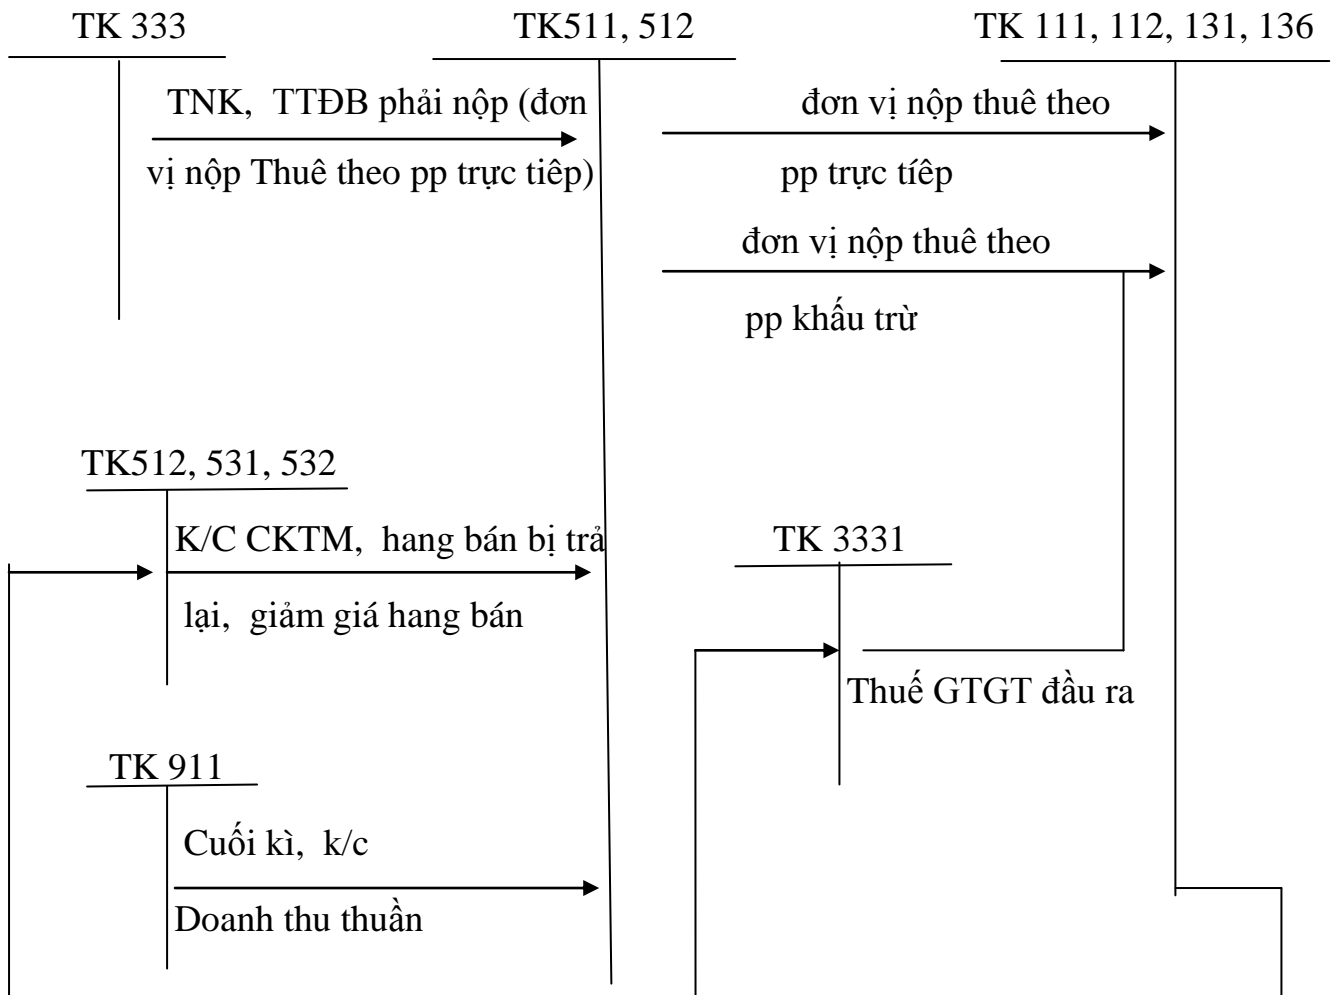 TK 333
TK511, 512
TK 111, 112, 131, 136
TNK, TTĐB phải nộp (đơn
vị nộp Thuê theo pp trực tiêp)
đơn vị nộp thuê theo
pp trực tíêp
đơn vị nộp thuê theo
pp khấu trừ
TK512, 531, 532
K/C CKTM, hang bán bị trả
lại, giảm giá hang bán
TK 3331
Thuế GTGT đầu ra
TK 911
Cuối kì, k/c
Doanh thu thuần